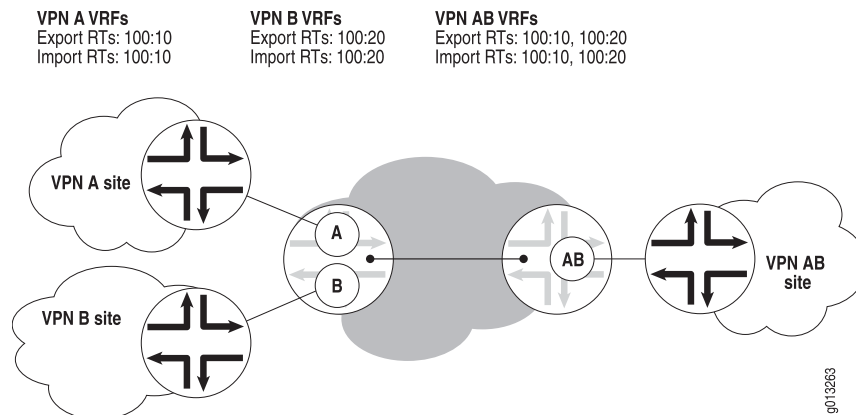 VPN A VRFs
Export RTs: 100:10
Import RTs: 100:10
VPN B VRFs
Export RTs: 100:20
Import RTs: 100:20
VPN AB VRFs
Export RTs: 100:10, 100:20
Import RTs: 100:10, 100:20
VPN A site
A
B
AB
VPN AB
site
VPN B site
g013263